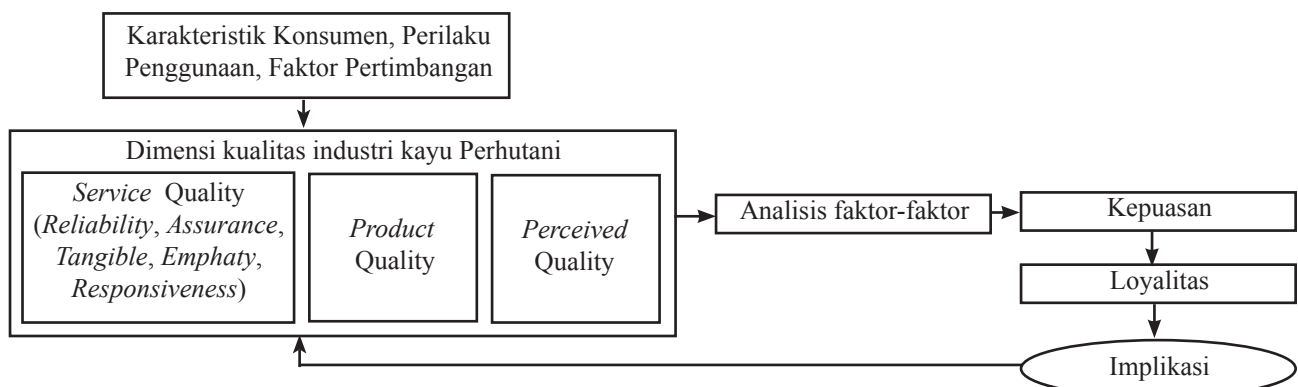 Karakteristik Konsumen, Perilaku
Penggunaan, Faktor Pertimbangan
Dimensi kualitas industri kayu Perhutani
Service Quality
(Reliability, Assurance,
Tangible, Emphaty,
Responsiveness)
Product
Quality
Perceived
Quality
Analisis faktor-faktor
Kepuasan
Loyalitas
Implikasi